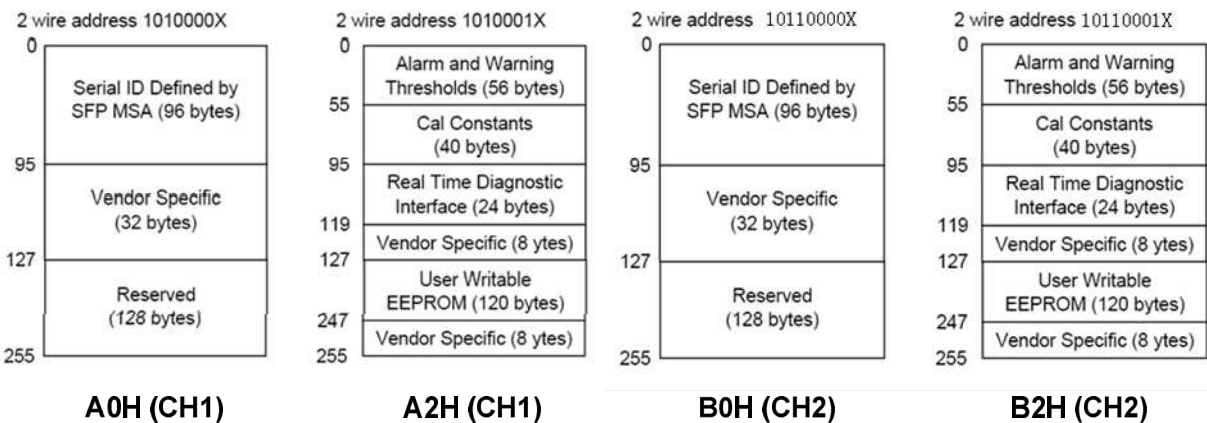 2 wire address 1010000X
0
Serial ID Defined by
SFP MSA (96 bytes)
95
Vendor Specific
(32 bytes)
127
Reserved
(128 bytes)
255
A0H (CH1)
2 wire address 1010001X
0
Alarm and Warning
Thresholds (56 bytes)
55
Cal Constants
(40 bytes)
95
Real Time Diagnostic
Interface (24 bytes)
119
Vendor Specific (8 ytes)
127
User Writable
EEPROM (120 bytes)
247
Vendor Specific (8 ytes)
255
A2H (CH1)
2 wire address 10110000X
0
Serial ID Defined by
SFP MSA (96 bytes)
95
Vendor Specific
(32 bytes)
127
Reserved
(128 bytes)
255
B0H (CH2)
2 wire address 10110001X
0
Alarm and Warning
Thresholds (56 bytes)
55
Cal Constants
(40 bytes)
95
Real Time Diagnostic
Interface (24 bytes)
119
Vendor Specific (8 ytes)
127
User Writable
EEPROM (120 bytes)
247
Vendor Specific (8 ytes)
255
B2H (CH2)